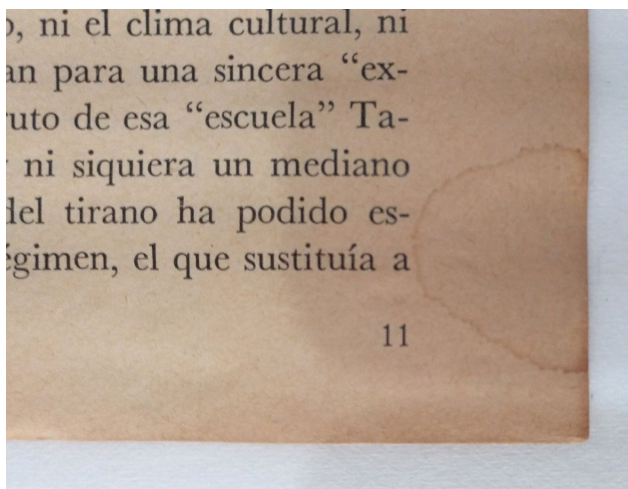 , ni el clima cultural, ni
an para una sincera “ex-
uto de esa “escuela” Ta-
ni siquiera un mediano
del tirano ha podido es-
égimen, el que sustituía a
11